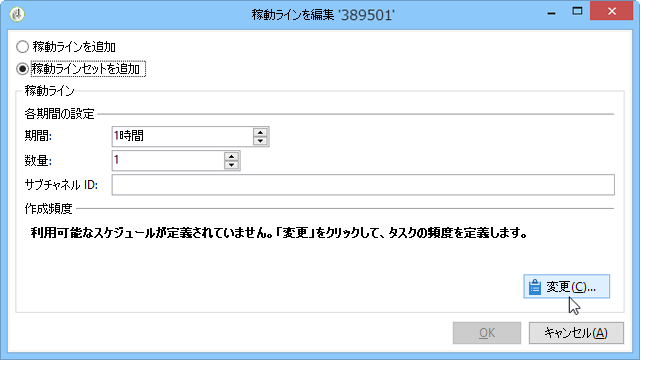 稼動ラインを編集 '389501'
稼動ラインを追加
稼動ラインセットを追加
稼動ライン
各期間の設定
期間: 1時間
数量: 1
サブチャネル ID:
作成頻度
利用可能なスケジュールが定義されていません。「変更」をクリックして、タスクの頻度を定義します。
変更(C)...
OK キャンセル(A)